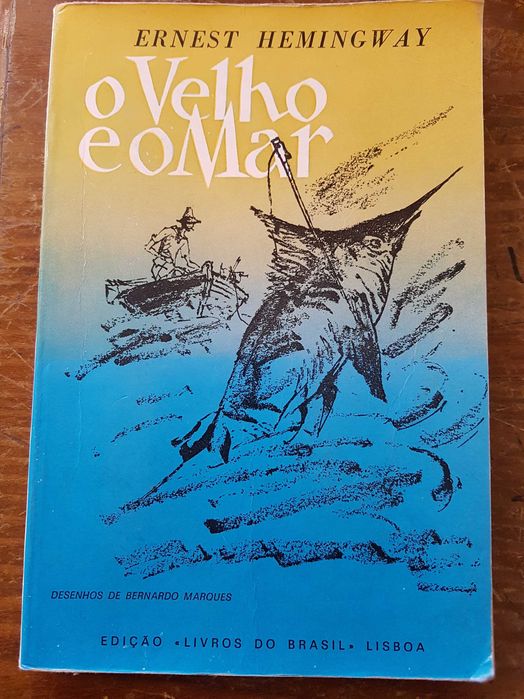 ERNEST HEMINGWAY
o Velho
e o Mar
DESENHOS DE BERNARDO MARQUES
EDIÇÃO «LIVROS DO BRASIL» LISBOA